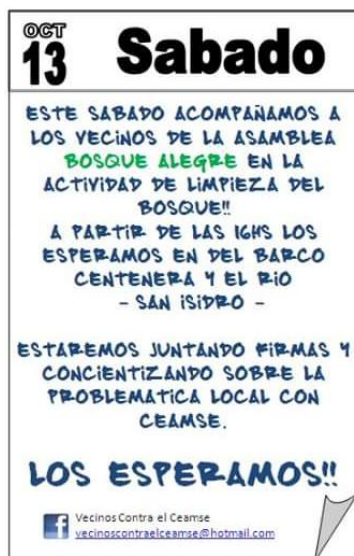 OCT
13
Sabado
ESTE SABADO ACOMPAÑAMOS A
LOS VECINOS DE LA ASAMBLEA
BOSQUE ALEGRE EN LA
ACTIVIDAD DE LIMPIEZA DEL
BOSQUE!!
A PARTIR DE LAS 16HS LOS
ESPERAMOS EN DEL BARCO
CENTENERA Y EL RIO
- SAN ISIDRO -
ESTAREMOS JUNTANDO FIRMAS Y
CONCIENTIZANDO SOBRE LA
PROBLEMATICA LOCAL CON
CEAMSE.
LOS ESPERAMOS!!
f
Vecinos Contra el Ceamse
vecinoscontraelceamse@hotmail.com